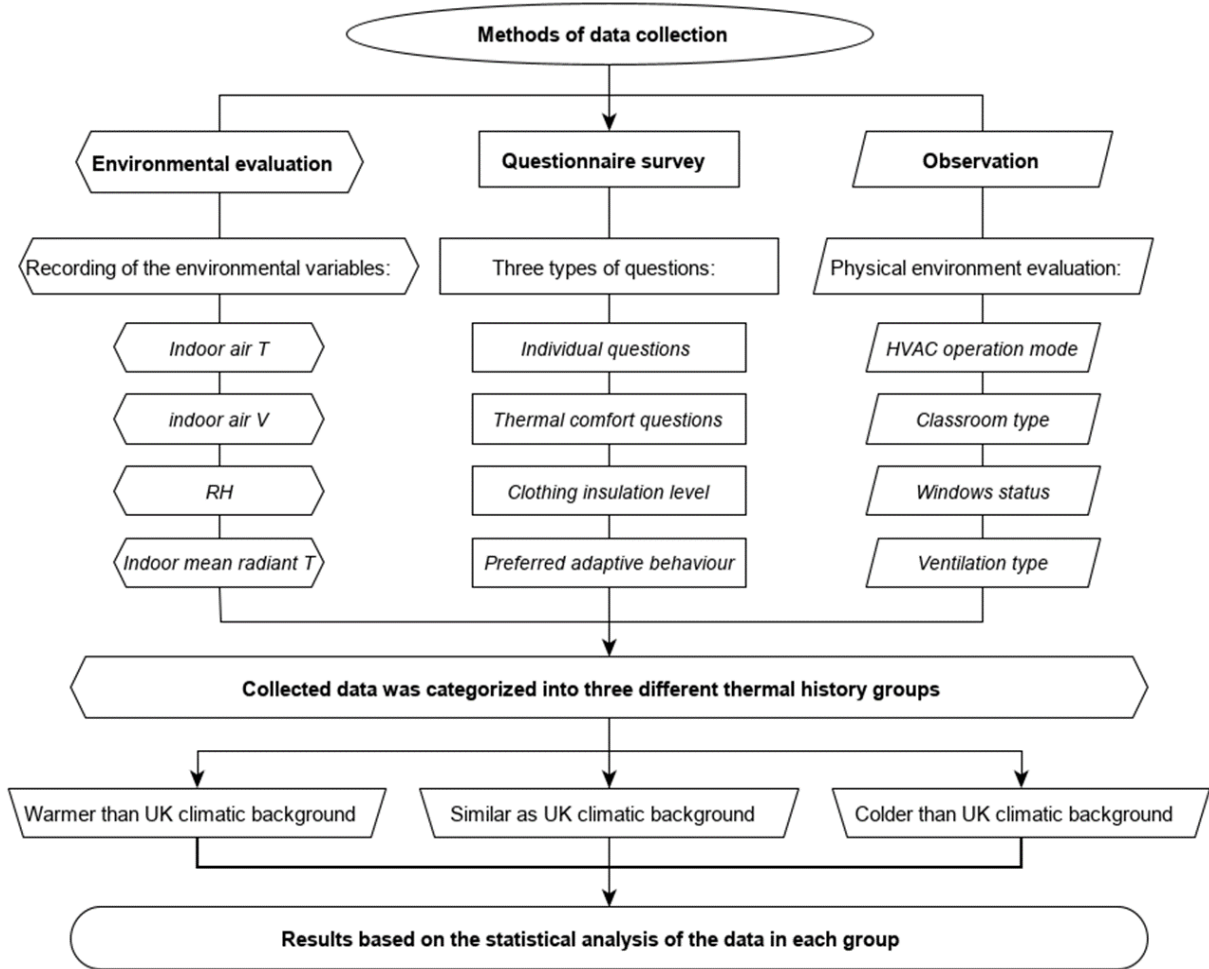 Methods of data collection
Environmental evaluation
Questionnaire survey
Observation
Recording of the environmental variables:
Three types of questions:
Physical environment evaluation:
Indoor air T
Individual questions
HVAC operation mode
indoor air V
Thermal comfort questions
Classroom type
RH
Clothing insulation level
Windows status
Indoor mean radiant T
Preferred adaptive behaviour
Ventilation type
Collected data was categorized into three different thermal history groups
Warmer than UK climatic background
Similar as UK climatic background
Colder than UK climatic background
Results based on the statistical analysis of the data in each group